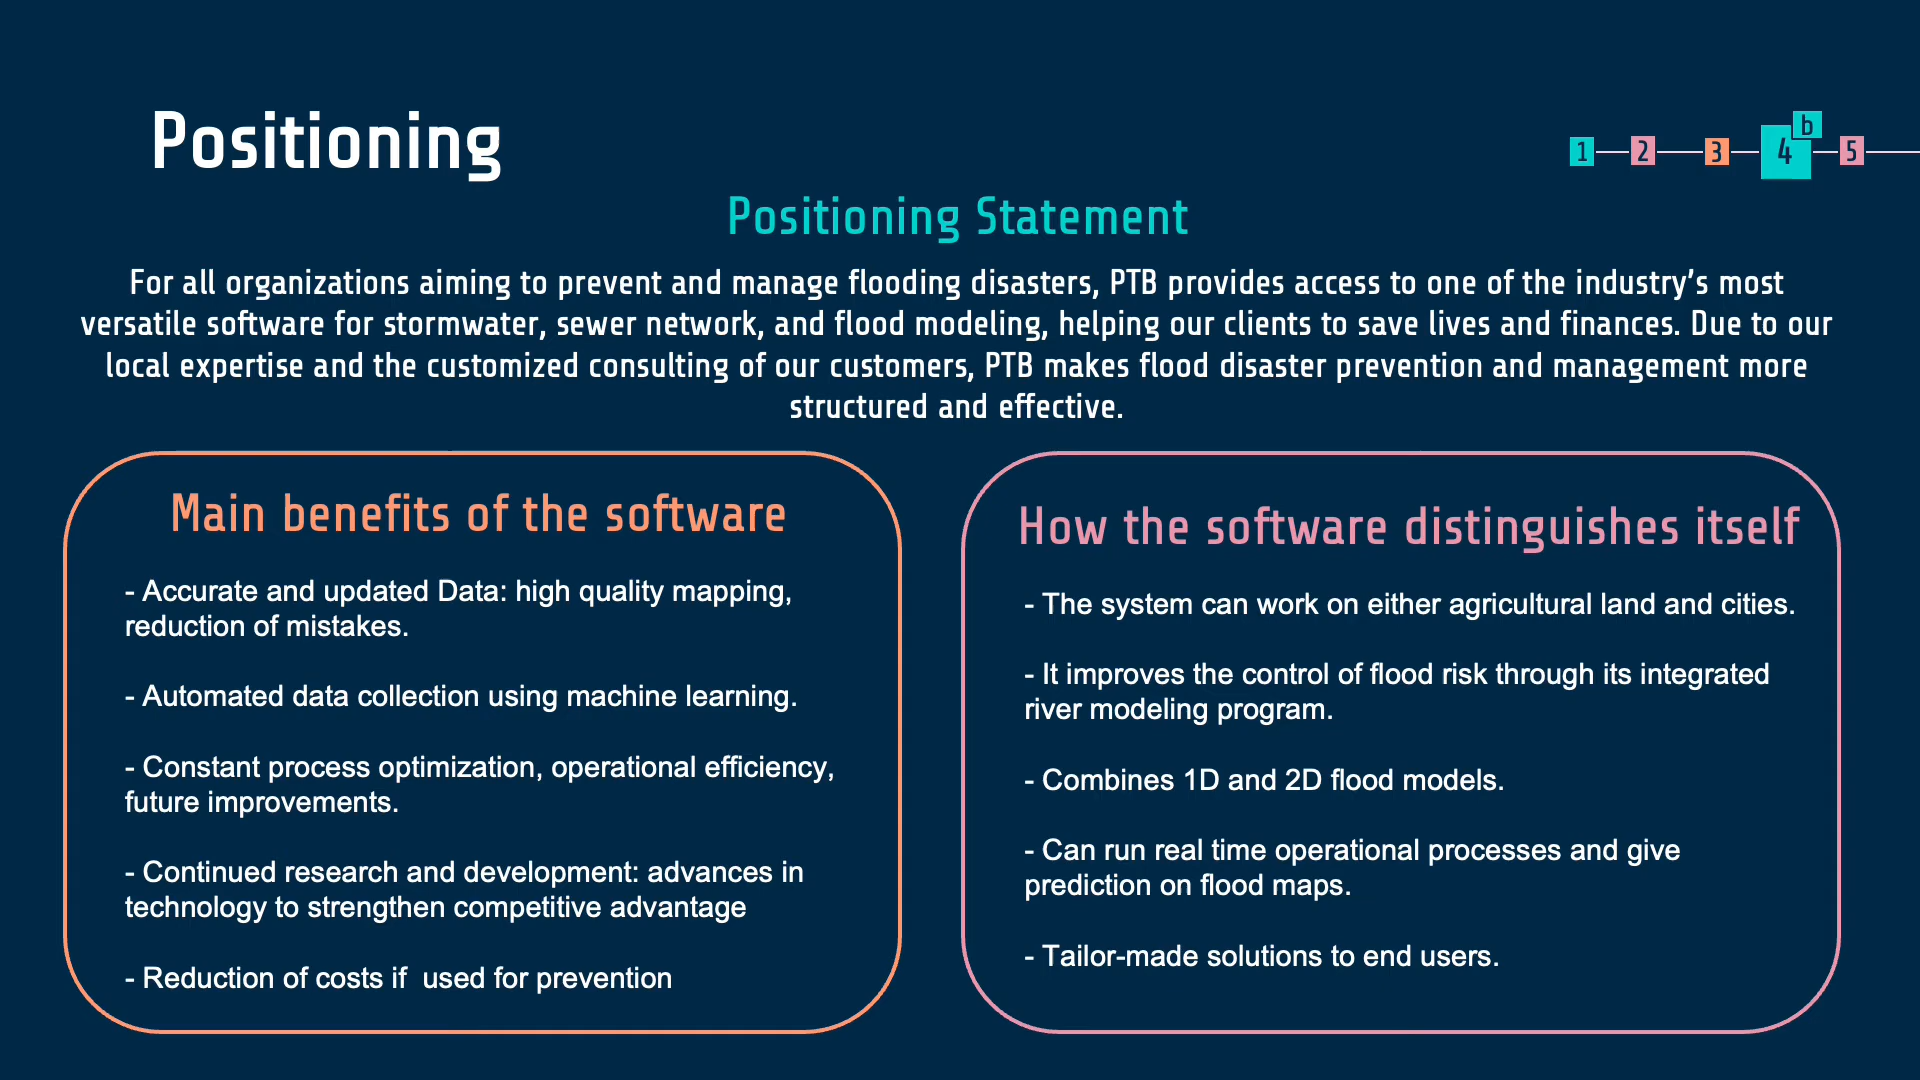 Positioning
1 2 3 4 b 5
Positioning Statement
For all organizations aiming to prevent and manage flooding disasters, PTB provides access to one of the industry's most
versatile software for stormwater, sewer network, and flood modeling, helping our clients to save lives and finances. Due to our
local expertise and the customized consulting of our customers, PTB makes flood disaster prevention and management more
structured and effective.
Main benefits of the software
- Accurate and updated Data: high quality mapping,
reduction of mistakes.
- Automated data collection using machine learning.
- Constant process optimization, operational efficiency,
future improvements.
- Continued research and development: advances in
technology to strengthen competitive advantage
- Reduction of costs if  used for prevention
How the software distinguishes itself
- The system can work on either agricultural land and cities.
- It improves the control of flood risk through its integrated
river modeling program.
- Combines 1D and 2D flood models.
- Can run real time operational processes and give
prediction on flood maps.
- Tailor-made solutions to end users.